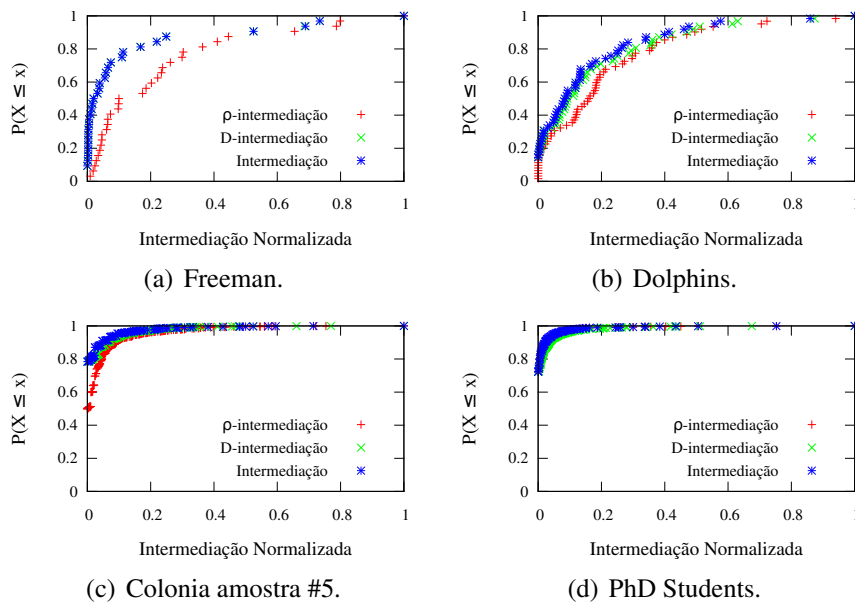 P(X ≤ x)
1
0.8
0.6
0.4
0.2
0
ρ-intermediação
D-intermediação
Intermediação
0 0.2 0.4 0.6 0.8 1
Intermediação Normalizada
(a) Freeman.
P(X ≤ x)
1
0.8
0.6
0.4
0.2
0
ρ-intermediação
D-intermediação
Intermediação
0 0.2 0.4 0.6 0.8 1
Intermediação Normalizada
(b) Dolphins.
P(X ≤ x)
1
0.8
0.6
0.4
0.2
0
ρ-intermediação
D-intermediação
Intermediação
0 0.2 0.4 0.6 0.8 1
Intermediação Normalizada
(c) Colonia amostra #5.
P(X ≤ x)
1
0.8
0.6
0.4
0.2
0
ρ-intermediação
D-intermediação
Intermediação
0 0.2 0.4 0.6 0.8 1
Intermediação Normalizada
(d) PhD Students.